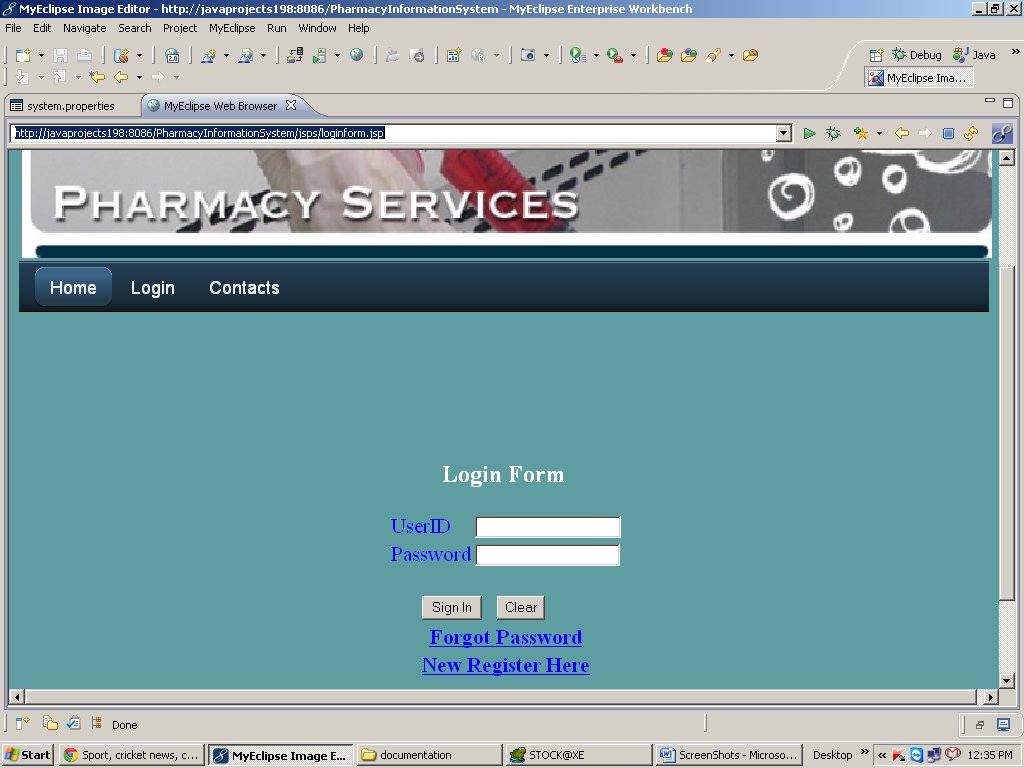 MyEclipse Image Editor - http://javaprojects198:8086/PharmacyInformationSystem - MyEclipse Enterprise Workbench
File Edit Navigate Search Project MyEclipse Run Window Help
2.0
Debug Java »
MyEclipse Ima...
system.properties MyEclipse Web Browser
http://javaprojects198:8086/PharmacyInformationSystem/jsps/loginform.jsp
PHARMACY SERVICES
Home Login Contacts
Login Form
UserID
Password
Sign In Clear
Forgot Password
New Register Here
Done
Start Sport, cricket news, c... MyEclipse Image E... documentation STOCK@XE ScreenShots - Microso... Desktop » « 12:35 PM